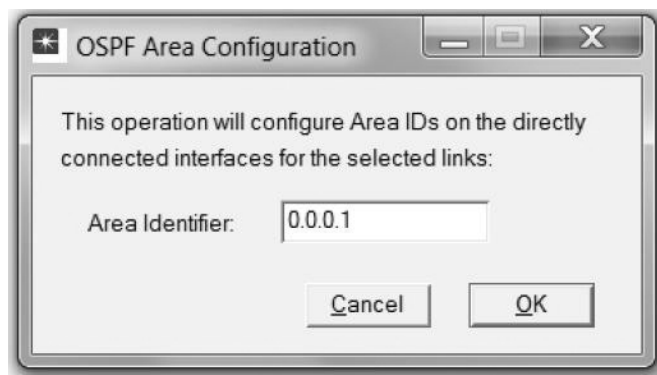 OSPF Area Configuration
This operation will configure Area IDs on the directly
connected interfaces for the selected links:
Area Identifier: 0.0.0.1
Cancel OK